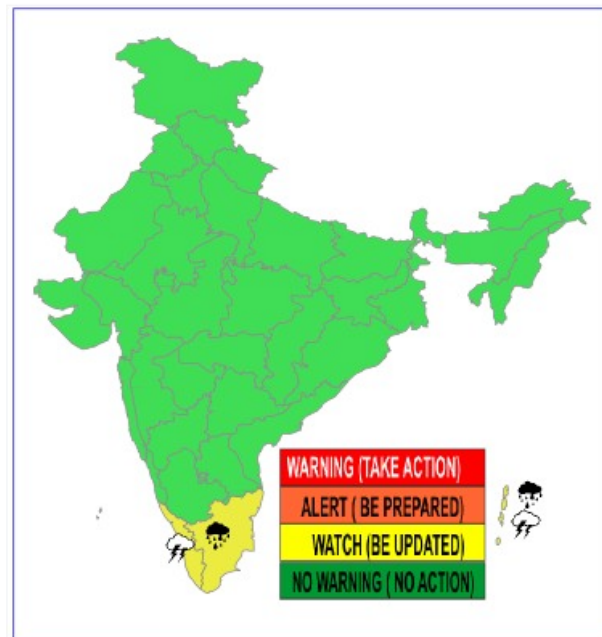 WARNING (TAKE ACTION)
ALERT ( BE PREPARED)
WATCH (BE UPDATED)
NO WARNING ( NO ACTION)